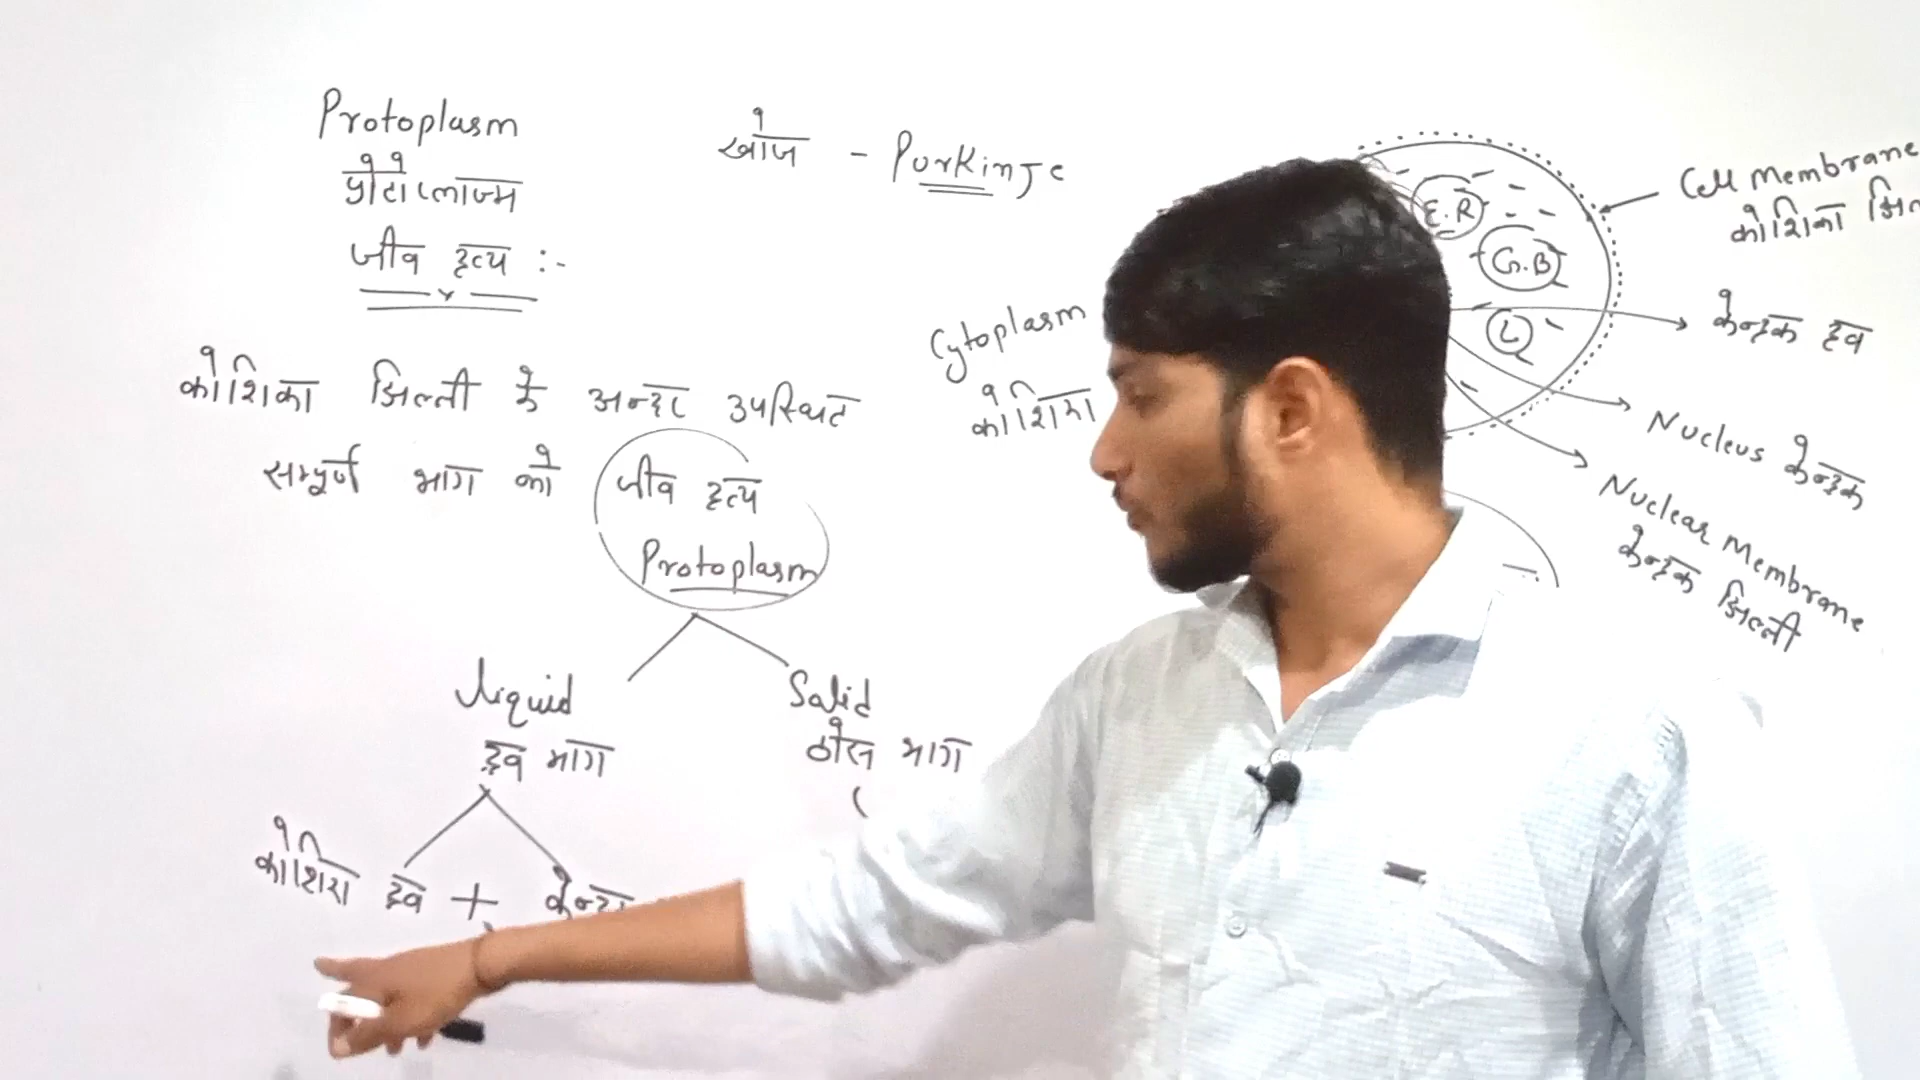 Protoplasm
प्रोटोप्लाज्म
जीव द्रव्य :-
खोज - Purkinje
कोशिका झिल्ली के अन्दर उपस्थित
सम्पूर्ण भाग को जीव द्रव्य
Protoplasm
Liquid
द्रव भाग
Solid
ठोस भाग
(
कोशिका द्रव +
Cytoplasm
कोशिका
E.R
G.B
L
Cell Membrane
कोशिका
केन्द्रक द्रव
Nucleus केन्द्रक
Nuclear Membrane
केन्द्रक झिल्ली